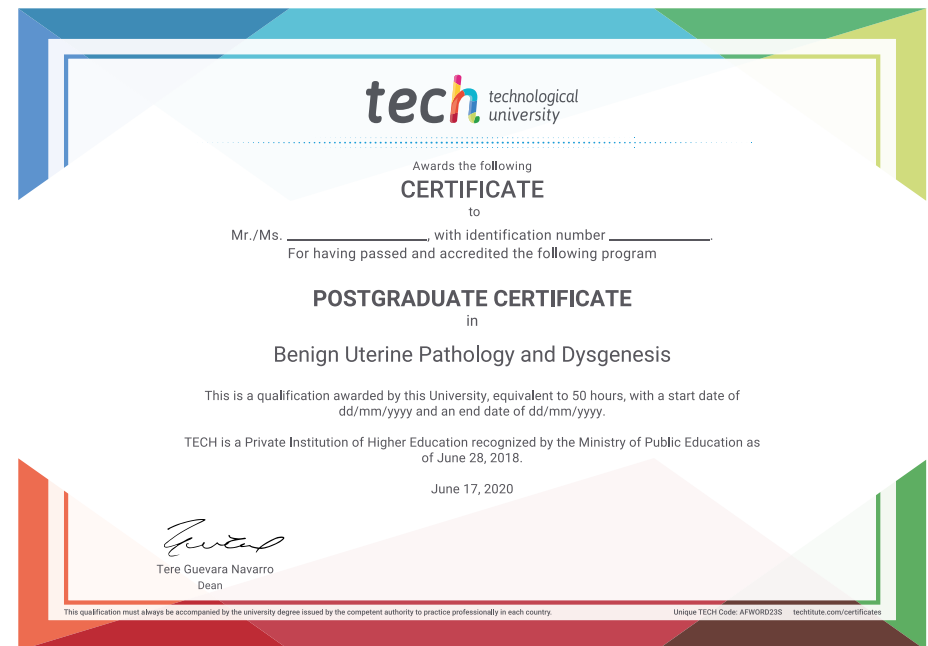 tech technological
university
Awards the following
CERTIFICATE
to
Mr./Ms. ____________________, with identification number ______________.
For having passed and accredited the following program
POSTGRADUATE CERTIFICATE
in
Benign Uterine Pathology and Dysgenesis
This is a qualification awarded by this University, equivalent to 50 hours, with a start date of
dd/mm/yyyy and an end date of dd/mm/yyyy.
TECH is a Private Institution of Higher Education recognized by the Ministry of Public Education as
of June 28, 2018.
June 17, 2020
Tere Guevara Navarro
Dean
This qualification must always be accompanied by the university degree issued by the competent authority to practice professionally in each country.
Unique TECH Code: AFWORD23S techtitute.com/certificates